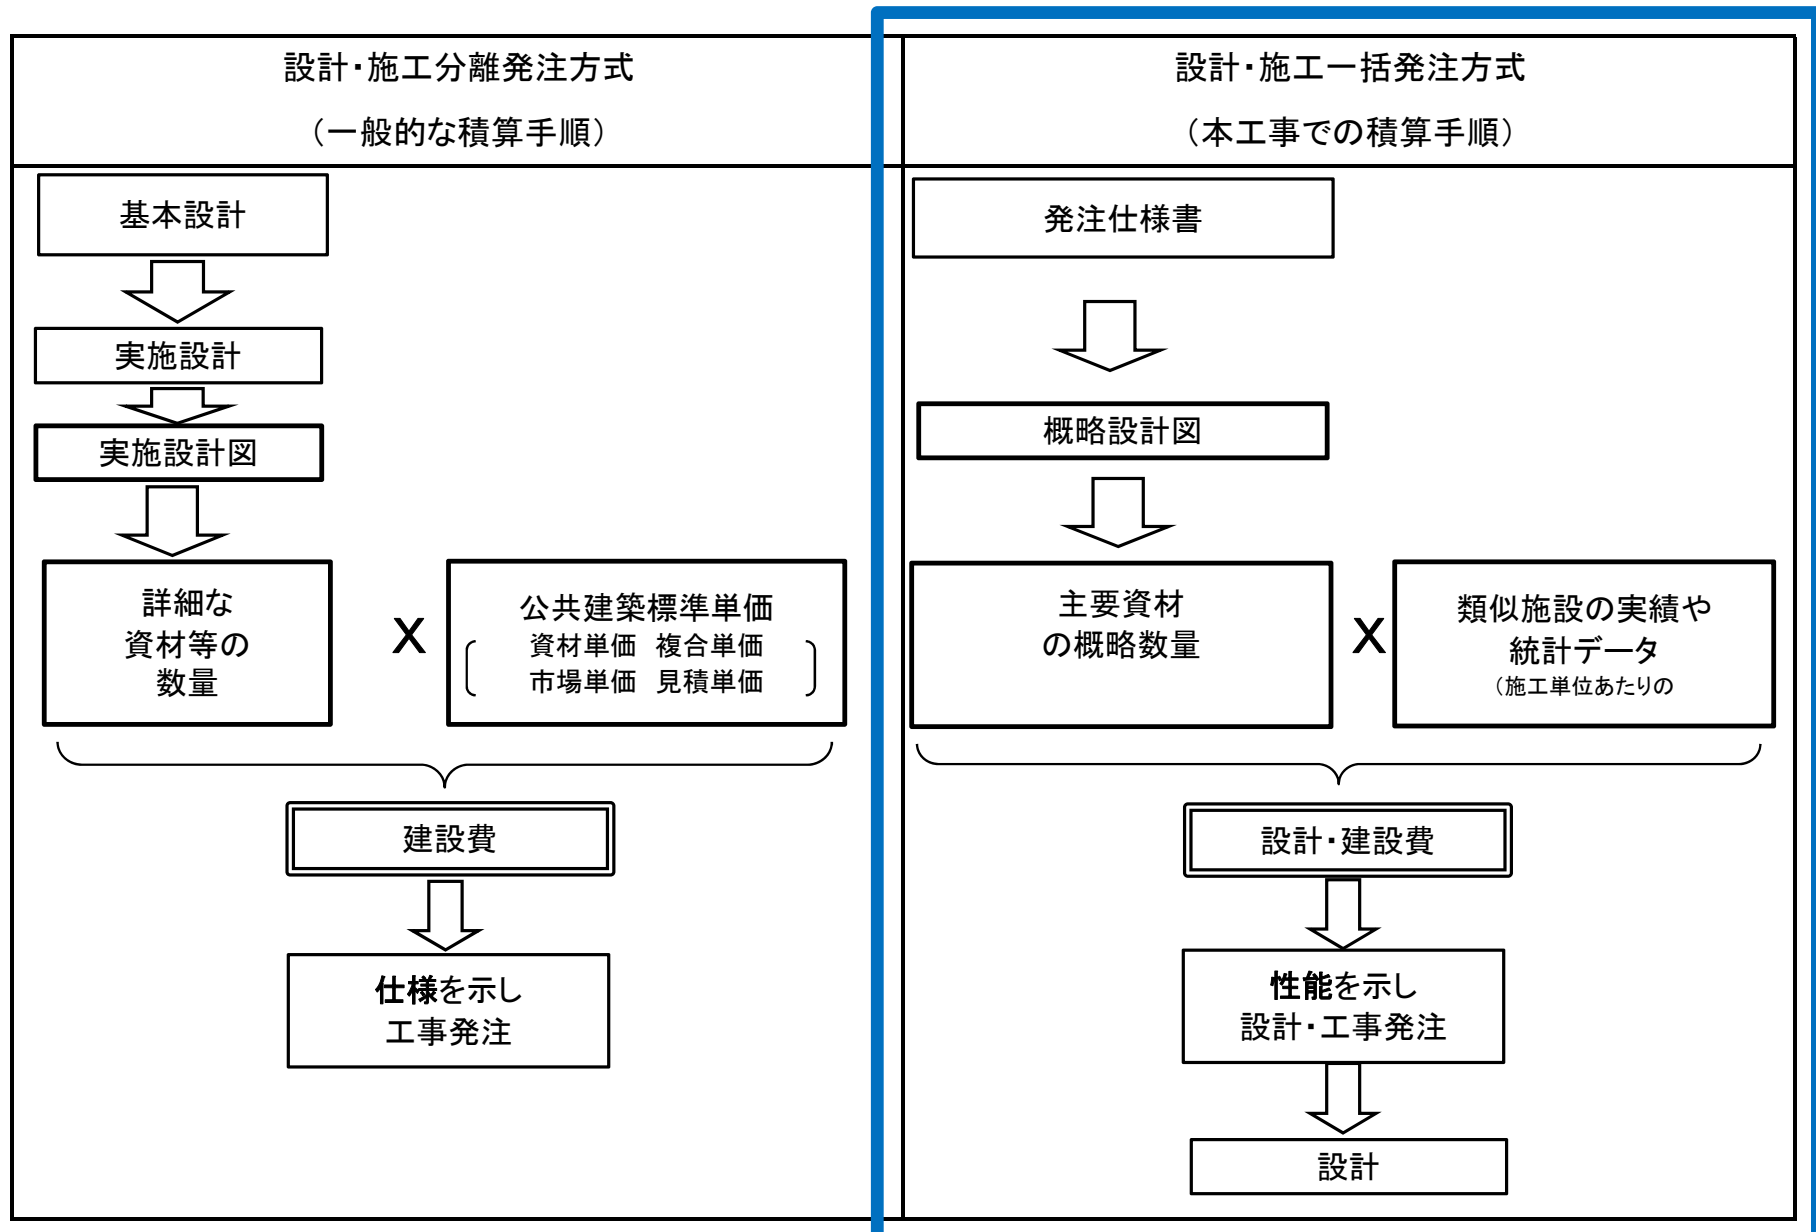 設計・施工分離発注方式
（一般的な積算手順）
基本設計
実施設計
実施設計図
詳細な
資材等の
数量
X
公共建築標準単価
資材単価　複合単価
市場単価　見積単価
建設費
仕様を示し
工事発注
設計・施工一括発注方式
（本工事での積算手順）
発注仕様書
概略設計図
主要資材
の概略数量
X
類似施設の実績や
統計データ
（施工単位あたりの
設計・建設費
性能を示し
設計・工事発注
設計